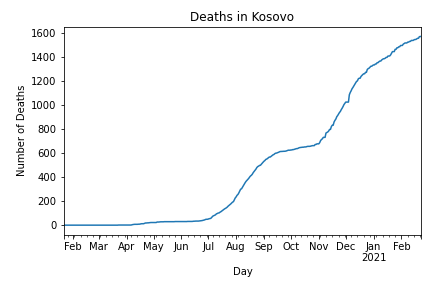 Deaths in Kosovo
1600
1400
1200
1000
800
600
400
200
0
Number of Deaths
Feb Mar Apr May Jun Jul Aug Sep Oct Nov Dec Jan Feb
2021
Day